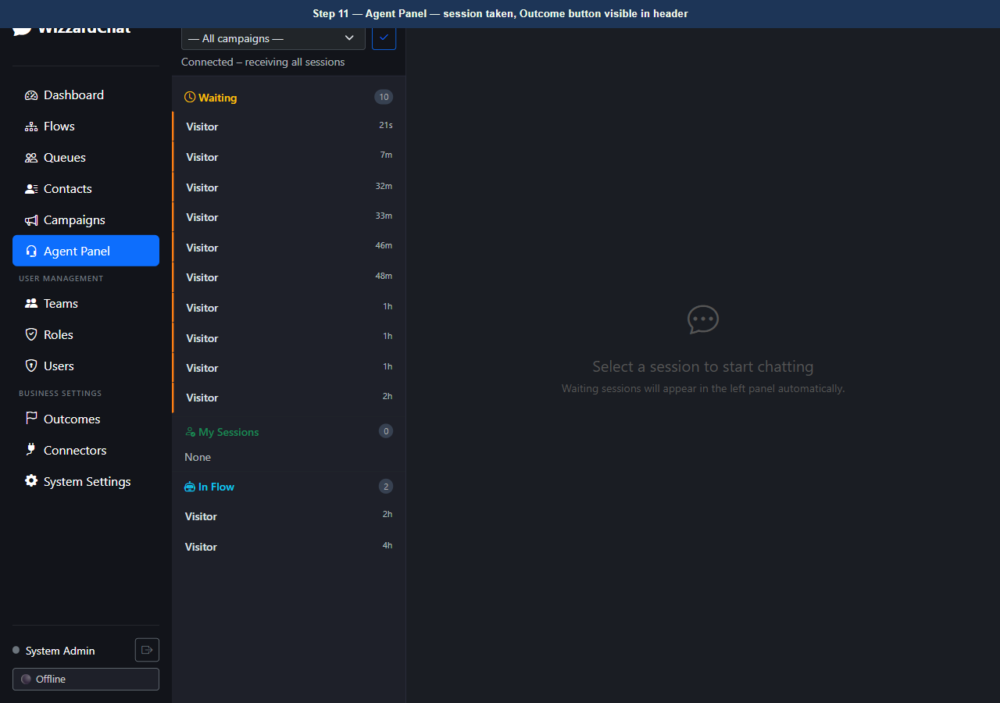 Step 11 — Agent Panel — session taken, Outcome button visible in header
WizzardChat
Dashboard
Flows
Queues
Contacts
Campaigns
Agent Panel
USER MANAGEMENT
Teams
Roles
Users
BUSINESS SETTINGS
Outcomes
Connectors
System Settings
System Admin
Offline
— All campaigns —
Connected – receiving all sessions
Waiting 10
Visitor 21s
Visitor 7m
Visitor 32m
Visitor 33m
Visitor 46m
Visitor 48m
Visitor 1h
Visitor 1h
Visitor 1h
Visitor 2h
My Sessions 0
None
In Flow 2
Visitor 2h
Visitor 4h
Select a session to start chatting
Waiting sessions will appear in the left panel automatically.